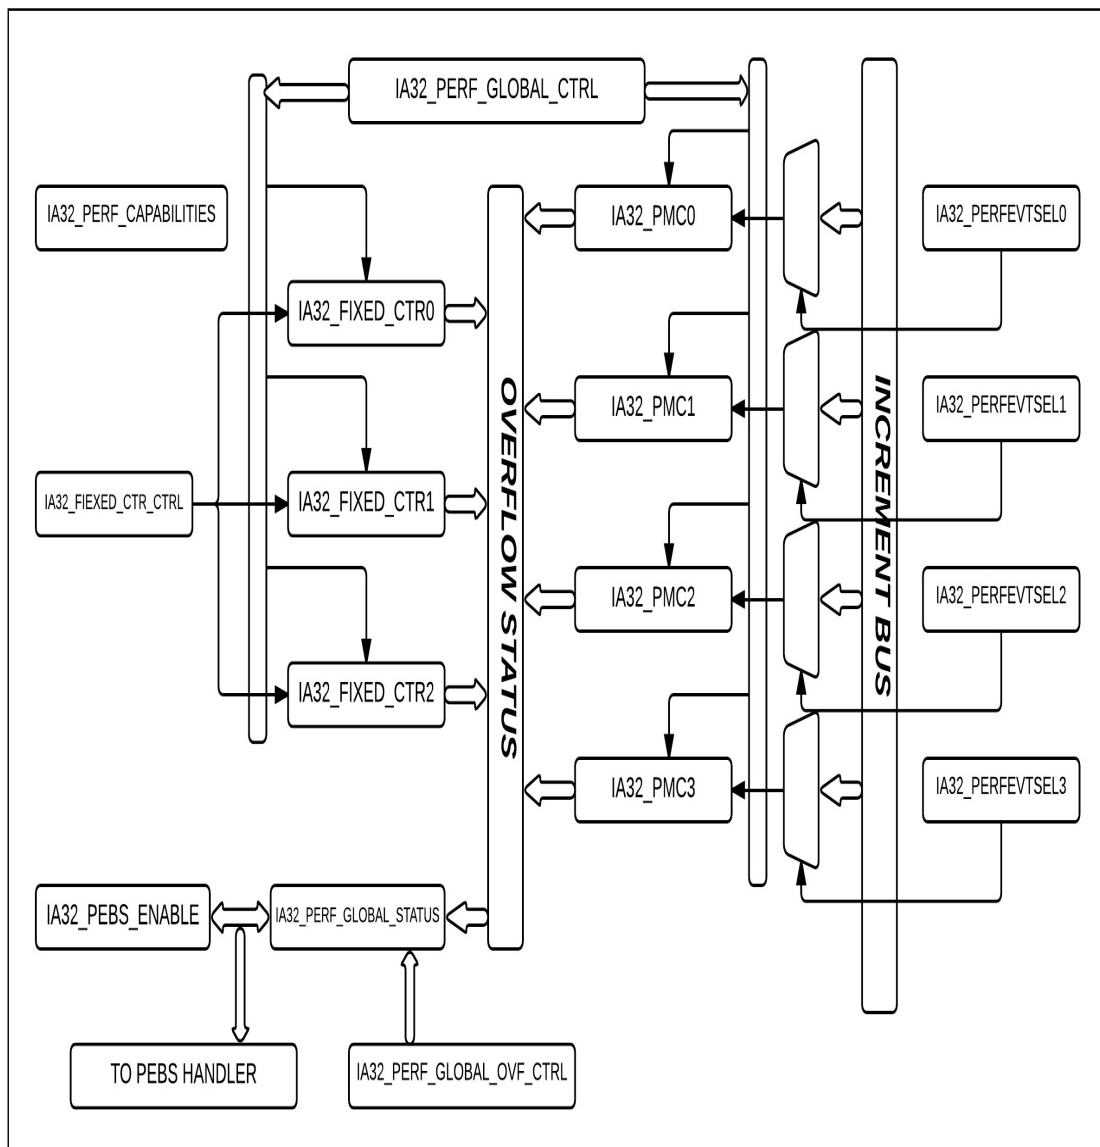 IA32_PERF_GLOBAL_CTRL
IA32_PERF_CAPABILITIES
IA32_PMC0
IA32_PERFEVTSEL0
IA32_FIXED_CTR0
IA32_PMC1
IA32_PERFEVTSEL1
OVERFLOW STATUS
INCREMENT BUS
IA32_FIEXED_CTR_CTRL
IA32_FIXED_CTR1
IA32_PMC2
IA32_PERFEVTSEL2
IA32_FIXED_CTR2
IA32_PMC3
IA32_PERFEVTSEL3
IA32_PEBS_ENABLE
IA32_PERF_GLOBAL_STATUS
TO PEBS HANDLER
IA32_PERF_GLOBAL_OVF_CTRL